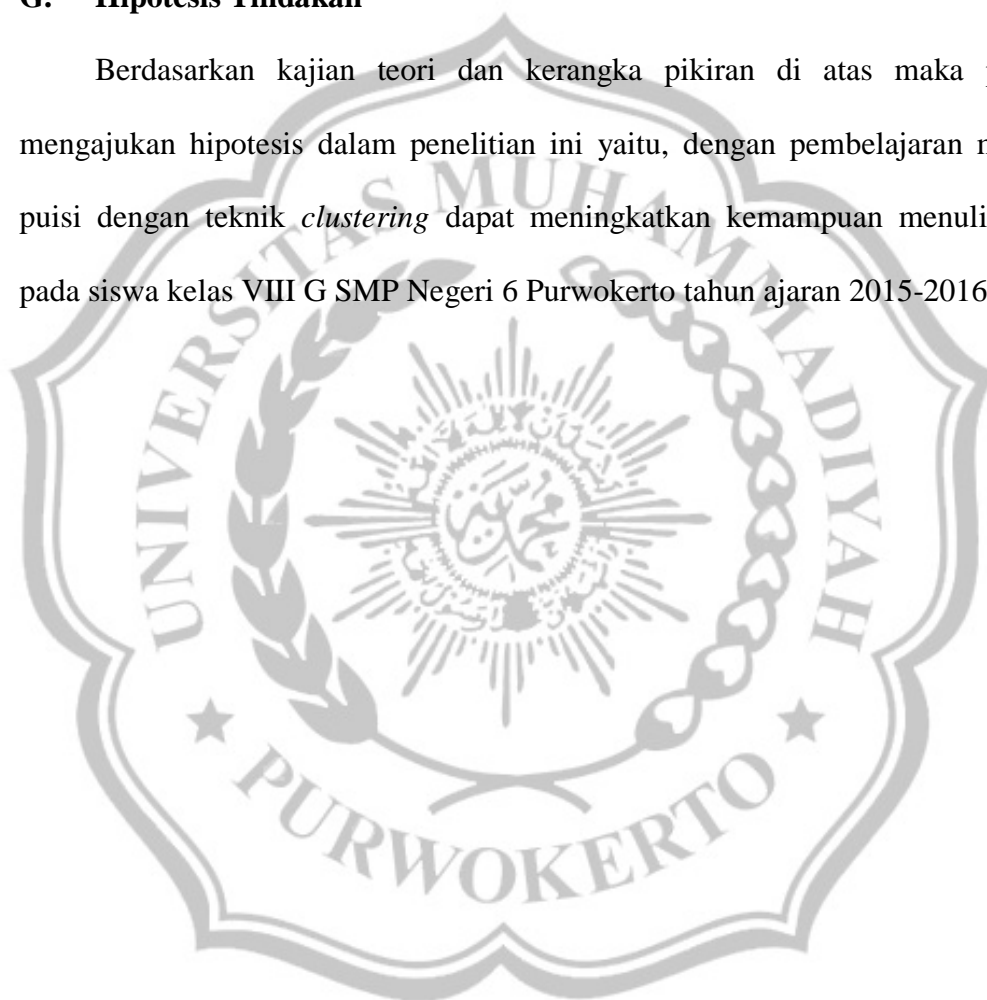 G. Hipotesis Tindakan
Berdasarkan kajian teori dan kerangka pikiran di atas maka
mengajukan hipotesis dalam penelitian ini yaitu, dengan pembelajaran
puisi dengan teknik clustering dapat meningkatkan kemampuan menuli
pada siswa kelas VIII G SMP Negeri 6 Purwokerto tahun ajaran 2015-2016
UNIVERSITAS MUHAMMADIYAH
PURWOKERTO